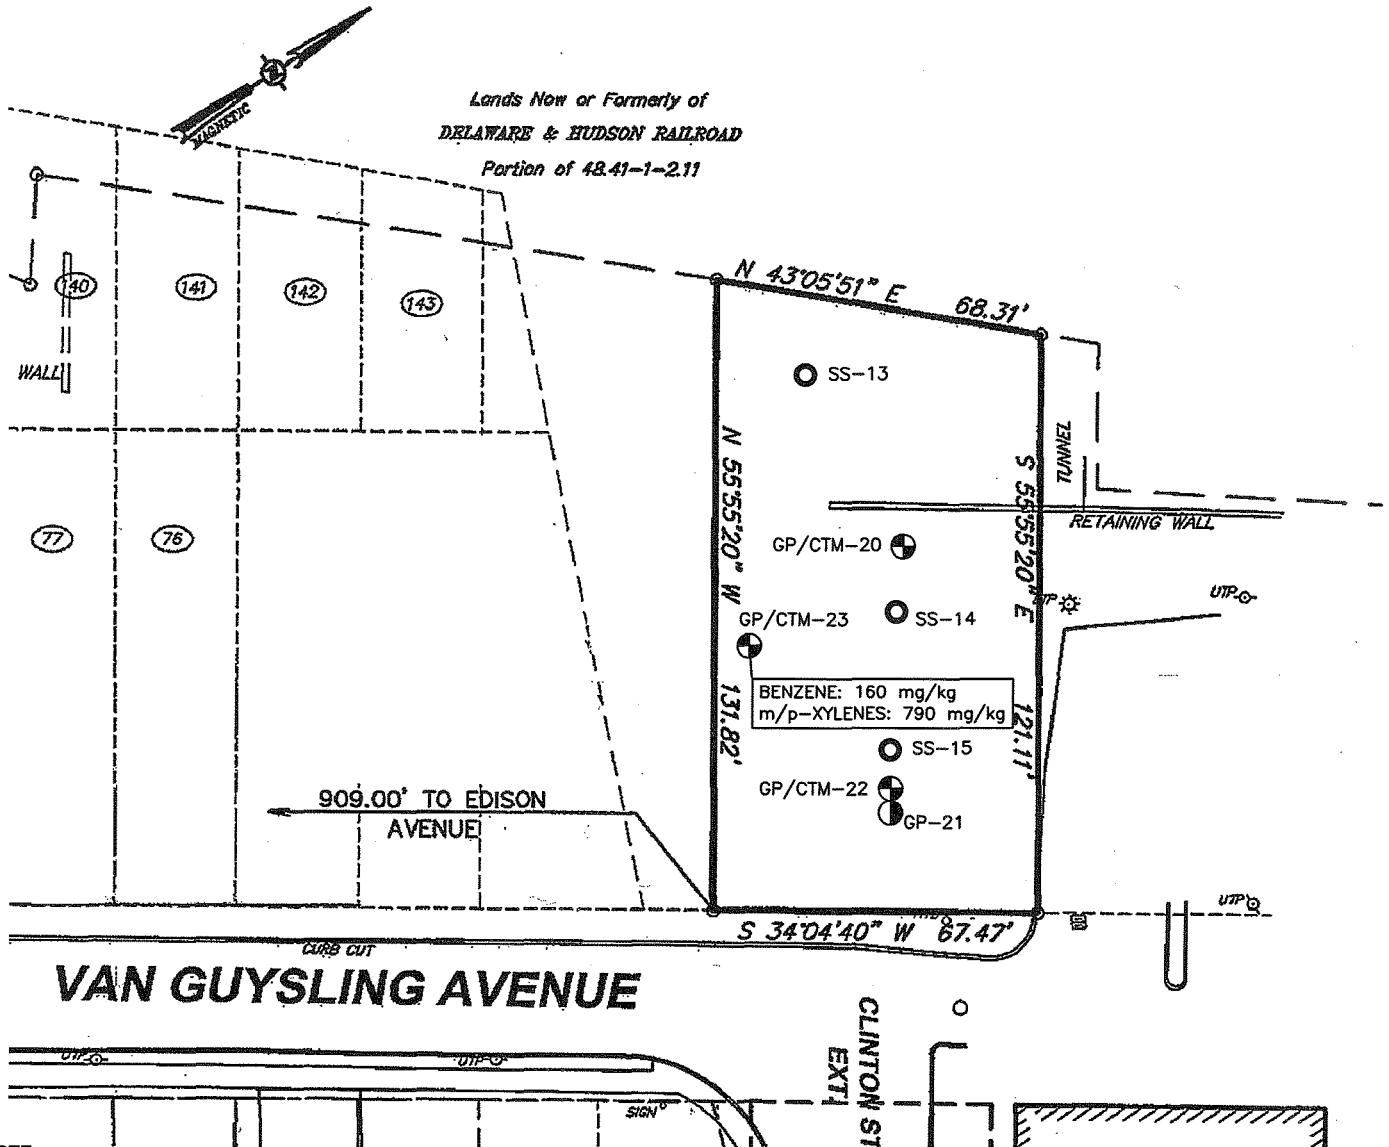 MAGNETIC
Lands Now or Formerly of
DELAWARE & HUDSON RAILROAD
Portion of 48.41-1-2.11
140
141
142
143
WALL
77
76
N 43°05'51" E 68.31'
SS-13
N 55°55'20" W 131.82'
S 55°55'20" E 121.11'
TUNNEL
RETAINING WALL
GP/CTM-20
UTP
SS-14
GP/CTM-23
BENZENE: 160 mg/kg
m/p-XYLENES: 790 mg/kg
SS-15
GP/CTM-22
GP-21
909.00' TO EDISON
AVENUE
UTP
S 34°04'40" W 67.47'
CURB CUT
VAN GUYSLING AVENUE
CLINTON ST
EXT.
UTP
UTP
SIGN